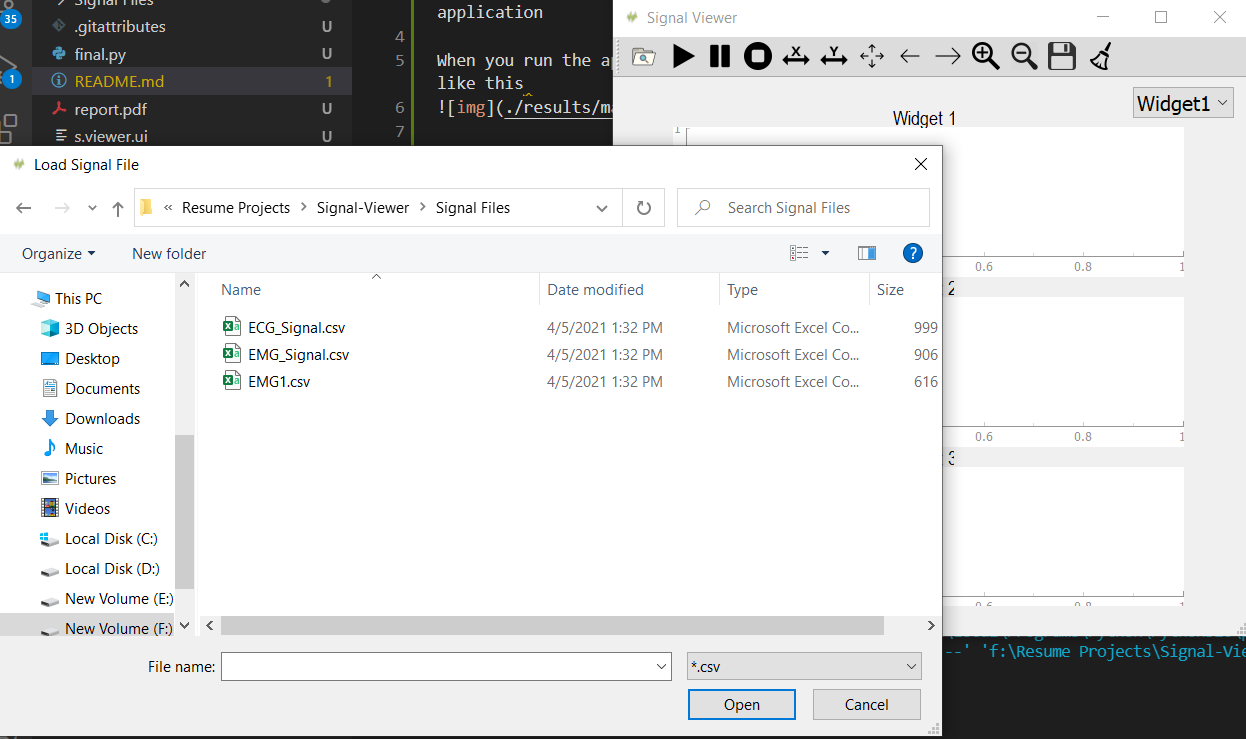 Signal Files
.gitattributes U
final.py U
README.md 1
report.pdf U
s.viewer.ui U
35
1
application
4
5 When you run the ap
like this
6 ![img](./results/ma
7
Signal Viewer
X Y
Widget1
Widget 1
1
0.6 0.8 1
2
0.6 0.8 1
3
0.6 1
Load Signal File
« Resume Projects > Signal-Viewer > Signal Files
Search Signal Files
Organize New folder
?
This PC
3D Objects
Desktop
Documents
Downloads
Music
Pictures
Videos
Local Disk (C:)
Local Disk (D:)
New Volume (E:)
New Volume (F:)
Name Date modified Type Size
ECG_Signal.csv 4/5/2021 1:32 PM Microsoft Excel Co... 999
EMG_Signal.csv 4/5/2021 1:32 PM Microsoft Excel Co... 906
EMG1.csv 4/5/2021 1:32 PM Microsoft Excel Co... 616
File name: *.csv
Open Cancel
--' 'f:\Resume Projects\Signal-Vie